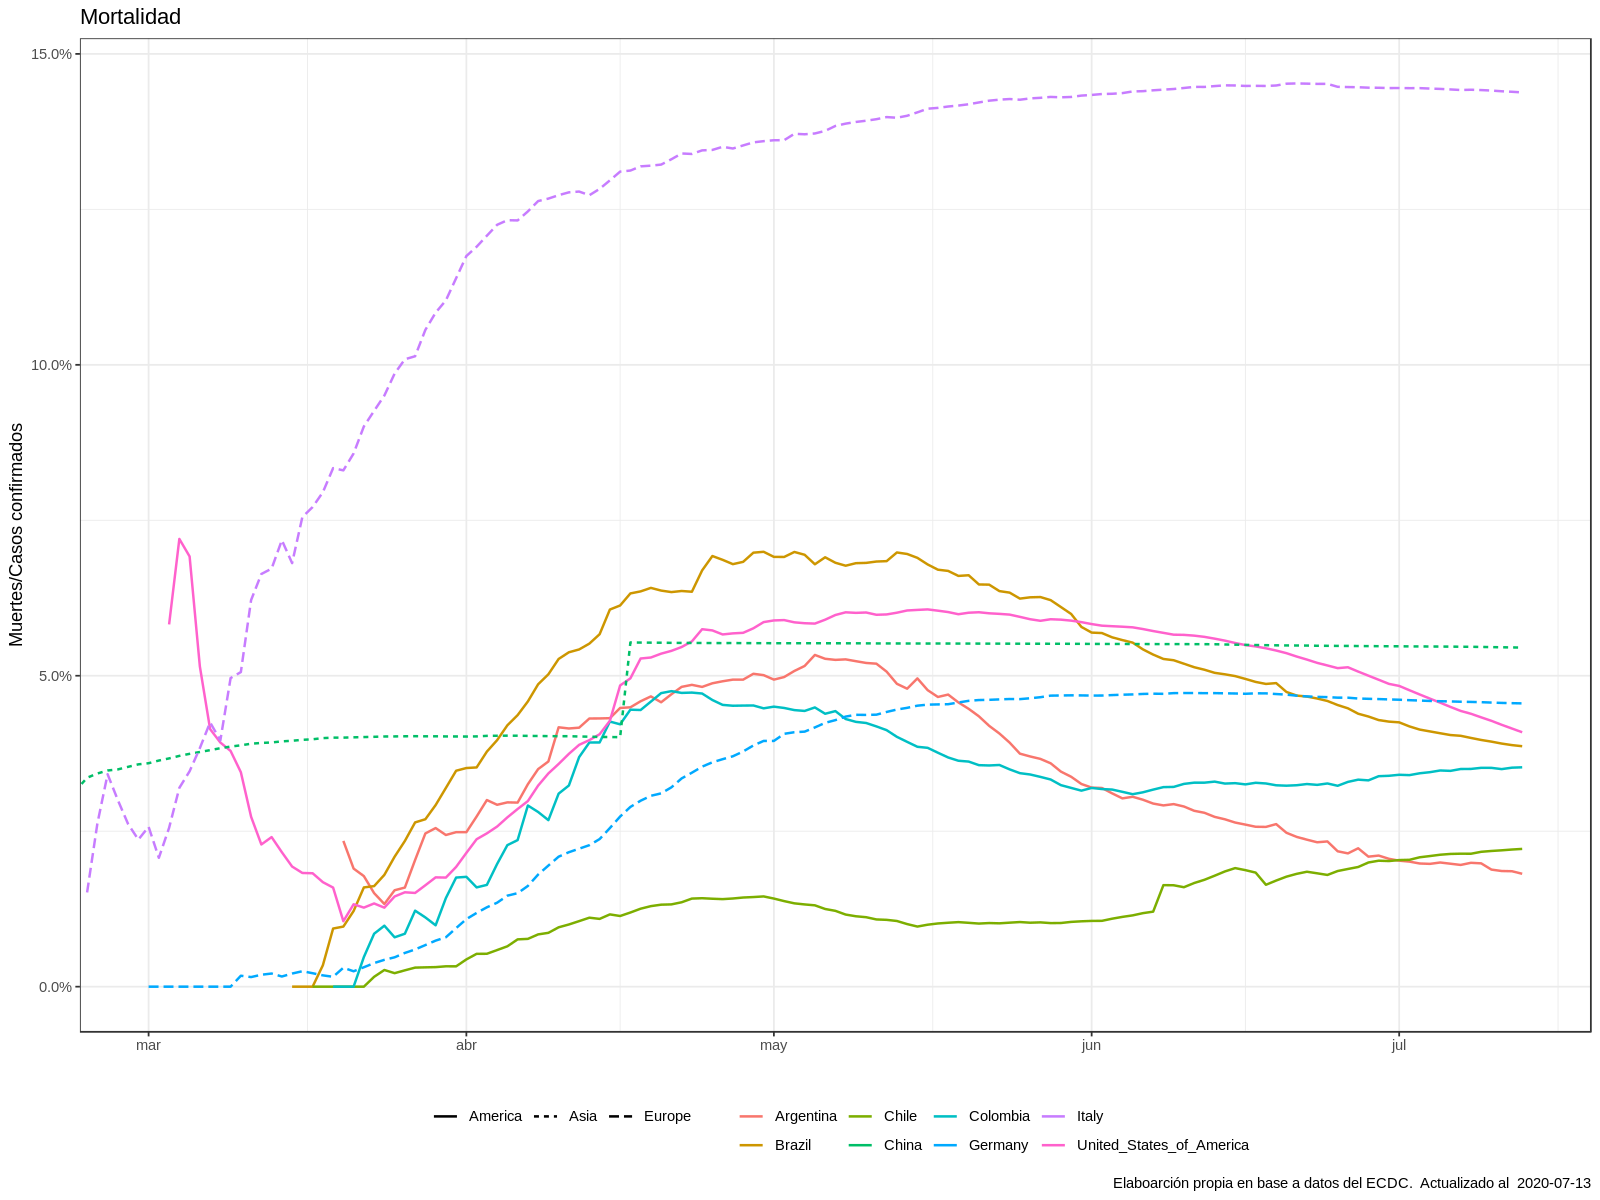 Mortalidad
Muertes/Casos confirmados
15.0%
10.0%
5.0%
0.0%
mar abr may jun jul
America Asia Europe Argentina Chile Colombia Italy
Brazil China Germany United_States_of_America
Elaboarción propia en base a datos del ECDC.  Actualizado al  2020-07-13